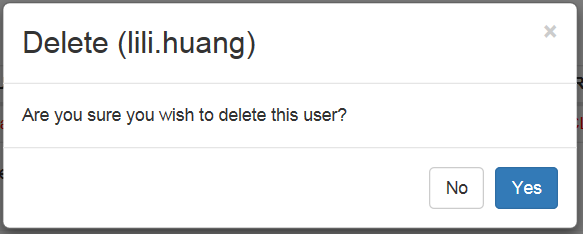 Delete (lili.huang)
×
Are you sure you wish to delete this user?
No
Yes